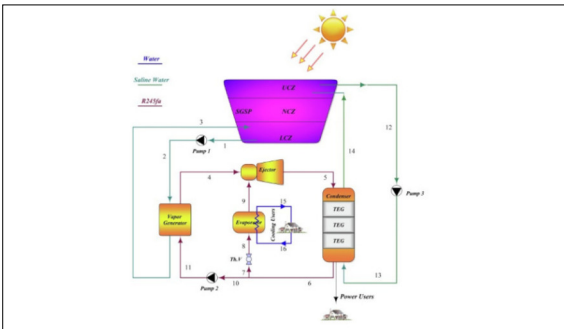 Water
Saline Water
R245fa
UCZ
SGSP
NCZ
LCZ
3
1
12
Pump 1
2
14
4
Ejector
5
Pump 3
Condenser
9
15
TEG
Vapor
Generator
Evaporator
Cooling Users
TEG
8
16
TEG
Th.V
7
11
10
6
13
Pump 2
Power Users